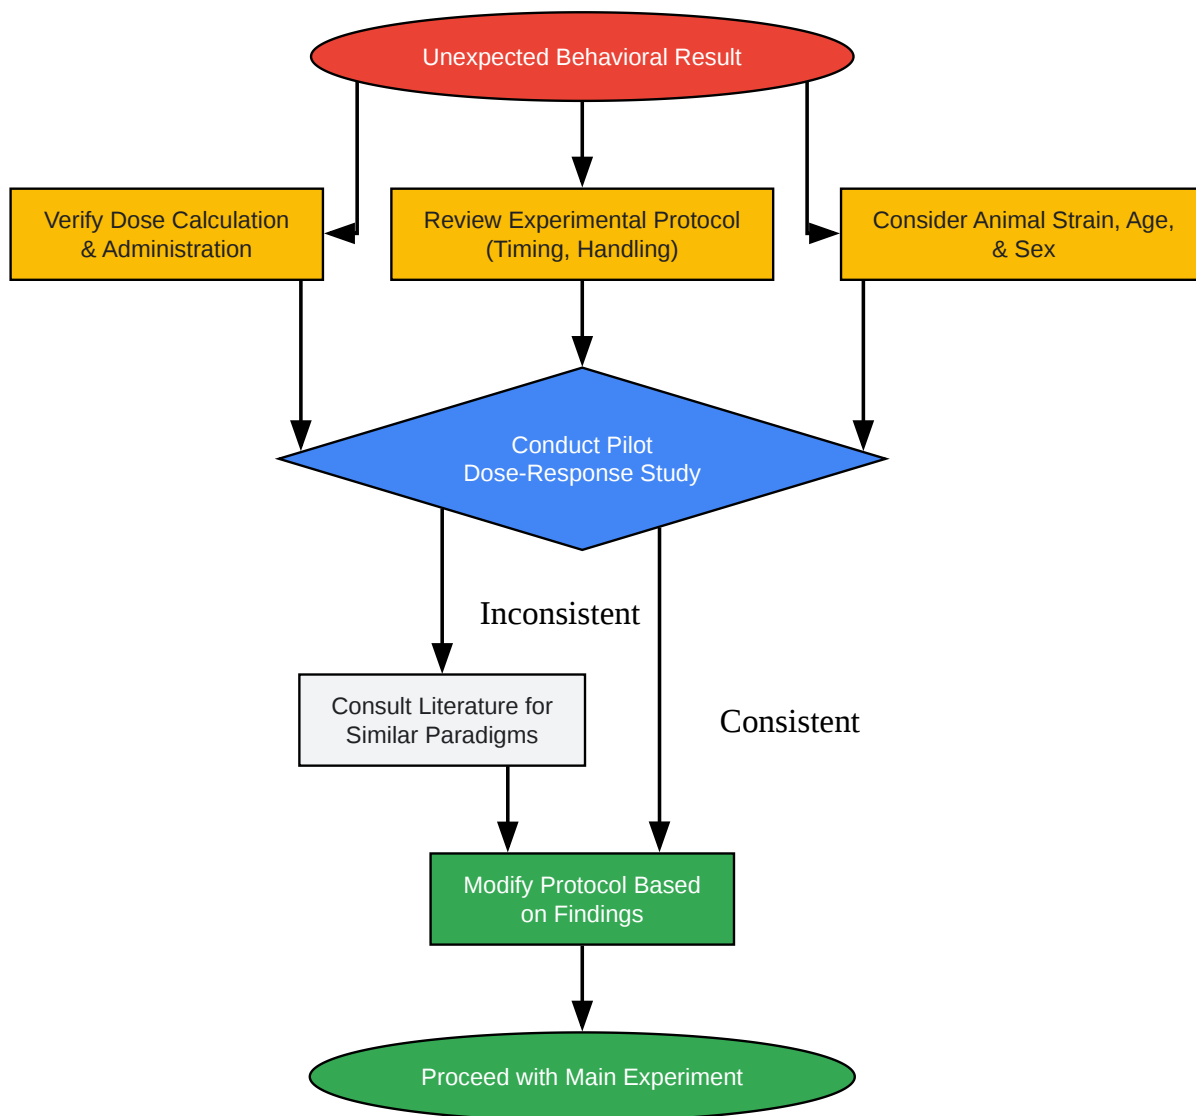 Unexpected Behavioral Result
Verify Dose Calculation
& Administration
Review Experimental Protocol
(Timing, Handling)
Consider Animal Strain, Age,
& Sex
Conduct Pilot
Dose-Response Study
Inconsistent
Consult Literature for
Similar Paradigms
Consistent
Modify Protocol Based
on Findings
Proceed with Main Experiment